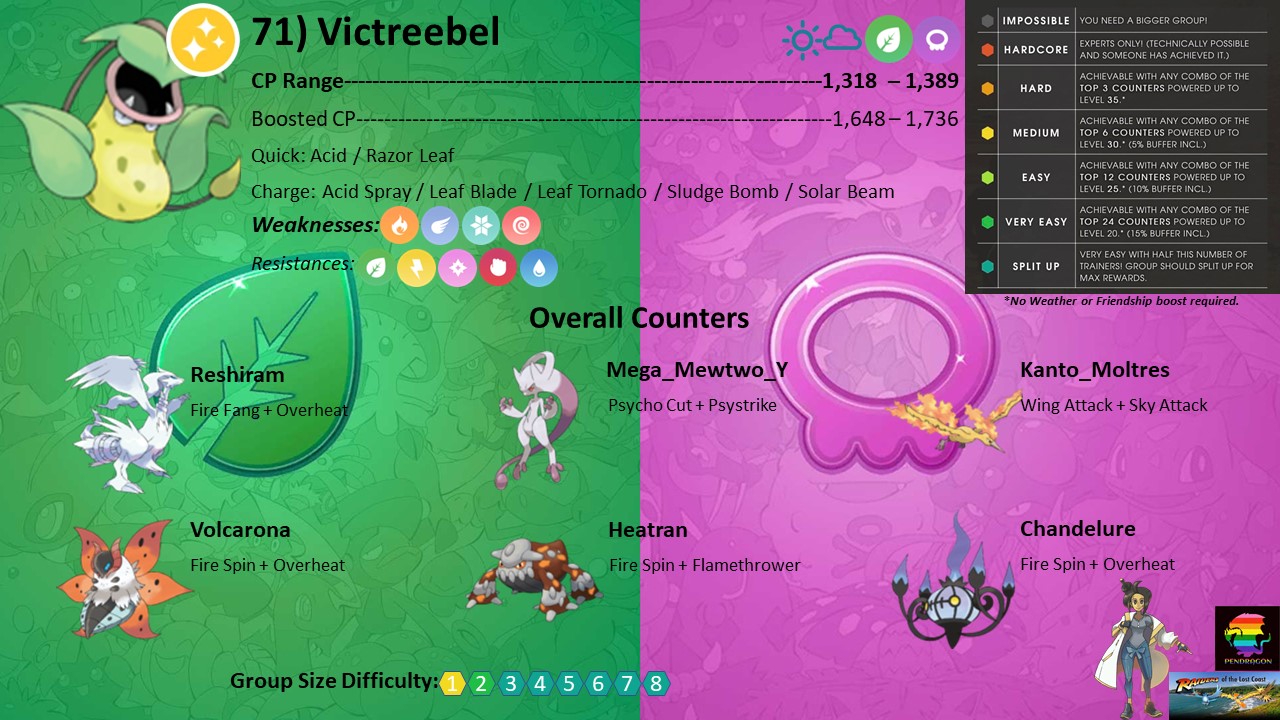 71) Victreebel
CP Range-----------------------------------------------------------------------1,318 – 1,389
Boosted CP--------------------------------------------------------------------1,648 – 1,736
Quick: Acid / Razor Leaf
Charge: Acid Spray / Leaf Blade / Leaf Tornado / Sludge Bomb / Solar Beam
Weaknesses:
Resistances:
IMPOSSIBLE YOU NEED A BIGGER GROUP!
HARDCORE EXPERTS ONLY! (TECHNICALLY POSSIBLE
AND SOMEONE HAS ACHIEVED IT.)
HARD ACHIEVABLE WITH ANY COMBO OF THE
TOP 3 COUNTERS POWERED UP TO
LEVEL 35.*
MEDIUM ACHIEVABLE WITH ANY COMBO OF THE
TOP 6 COUNTERS POWERED UP TO
LEVEL 30.* (5% BUFFER INCL.)
EASY ACHIEVABLE WITH ANY COMBO OF THE
TOP 12 COUNTERS POWERED UP TO
LEVEL 25.* (10% BUFFER INCL.)
VERY EASY ACHIEVABLE WITH ANY COMBO OF THE
TOP 24 COUNTERS POWERED UP TO
LEVEL 20.* (15% BUFFER INCL.)
SPLIT UP VERY EASY WITH HALF THIS NUMBER OF
TRAINERS! GROUP SHOULD SPLIT UP FOR
MAX REWARDS.
*No Weather or Friendship boost required.
Overall Counters
Reshiram
Fire Fang + Overheat
Mega_Mewtwo_Y
Psycho Cut + Psystrike
Kanto_Moltres
Wing Attack + Sky Attack
Volcarona
Fire Spin + Overheat
Heatran
Fire Spin + Flamethrower
Chandelure
Fire Spin + Overheat
Group Size Difficulty: 1 2 3 4 5 6 7 8
PENDRAGON
RAIDERS of the Lost Coast